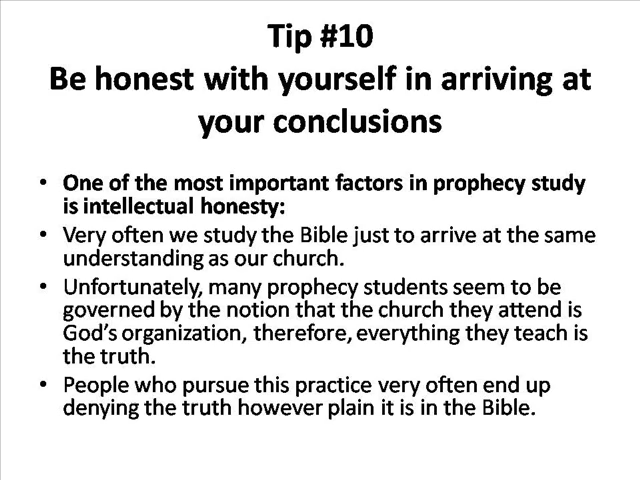 Tip #10
Be honest with yourself in arriving at
your conclusions
• One of the most important factors in prophecy study
is intellectual honesty:
• Very often we study the Bible just to arrive at the same
understanding as our church.
• Unfortunately, many prophecy students seem to be
governed by the notion that the church they attend is
God's organization, therefore, everything they teach is
the truth.
• People who pursue this practice very often end up
denying the truth however plain it is in the Bible.